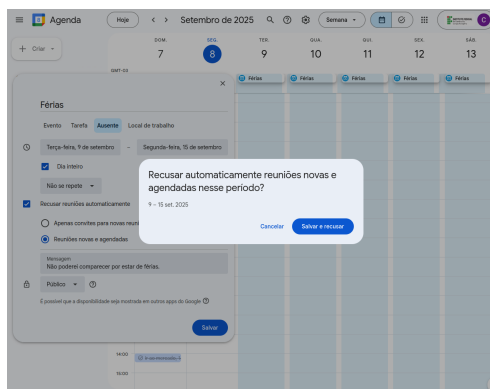 Agenda
Hoje
Setembro de 2025
Semana
C
Criar
DOM.
SEG.
TER.
QUA.
QUI.
SEX.
SÁB.
7
8
9
10
11
12
13
GMT-03
Férias
Férias
Férias
Férias
Férias
Férias
Evento
Tarefa
Ausente
Local de trabalho
Terça-feira, 9 de setembro
-
Segunda-feira, 15 de setembro
Dia inteiro
Não se repete
Recusar reuniões automaticamente
Apenas convites para novas reun
Reuniões novas e agendadas
Mensagem
Não poderei comparecer por estar de férias.
Público
É possível que a disponibilidade seja mostrada em outros apps do Google
Salvar
Recusar automaticamente reuniões novas e
agendadas nesse período?
9 – 15 set. 2025
Cancelar
Salvar e recusar
14:00
15:00